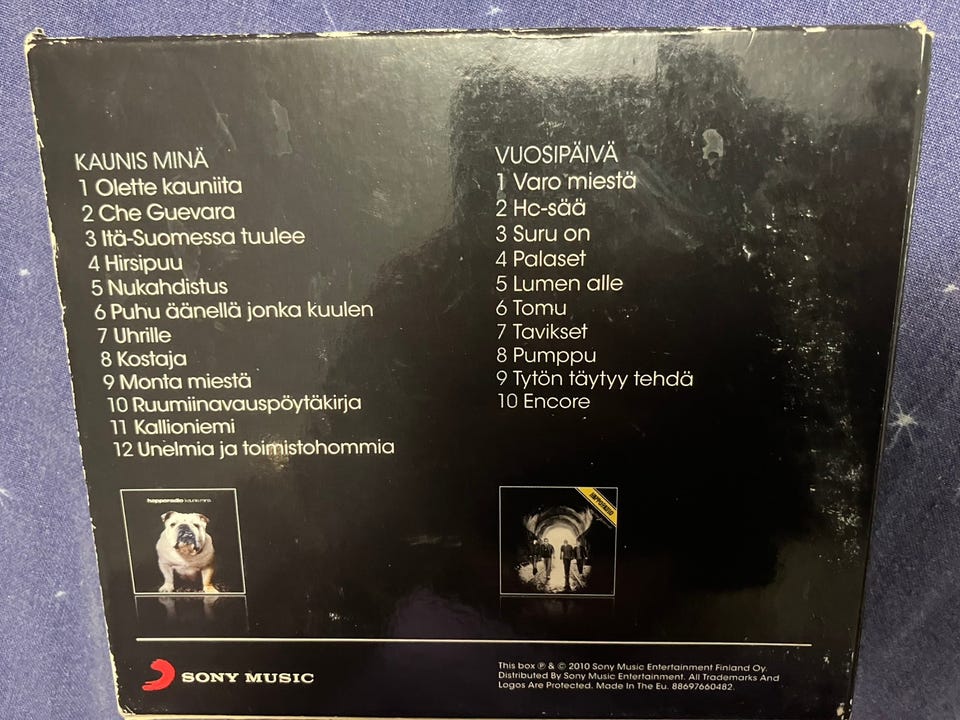 KAUNIS MINÄ
1 Olette kauniita
2 Che Guevara
3 Itä-Suomessa tuulee
4 Hirsipuu
5 Nukahdistus
6 Puhu äänellä jonka kuulen
7 Uhrille
8 Kostaja
9 Monta miestä
10 Ruumiinavauspöytäkirja
11 Kallioniemi
12 Unelmia ja toimistohommia
VUOSIPÄIVÄ
1 Varo miestä
2 Hc-sää
3 Suru on
4 Palaset
5 Lumen alle
6 Tomu
7 Tavikset
8 Pumppu
9 Tytön täytyy tehdä
10 Encore
happoradio kaunis minä
SONY MUSIC
This box ℗ & © 2010 Sony Music Entertainment Finland Oy.
Distributed By Sony Music Entertainment. All Trademarks And
Logos Are Protected. Made In The Eu. 88697660482.